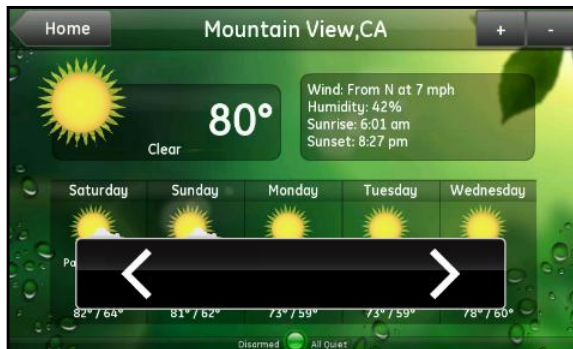 Home
Mountain View,CA
+ -
80°
Clear
Wind: From N at 7 mph
Humidity: 42%
Sunrise: 6:01 am
Sunset: 8:27 pm
Saturday Sunday Monday Tuesday Wednesday
82° / 64° 81° / 62° 73° / 59° 73° / 59° 78° / 60°
Disarmed All Quiet